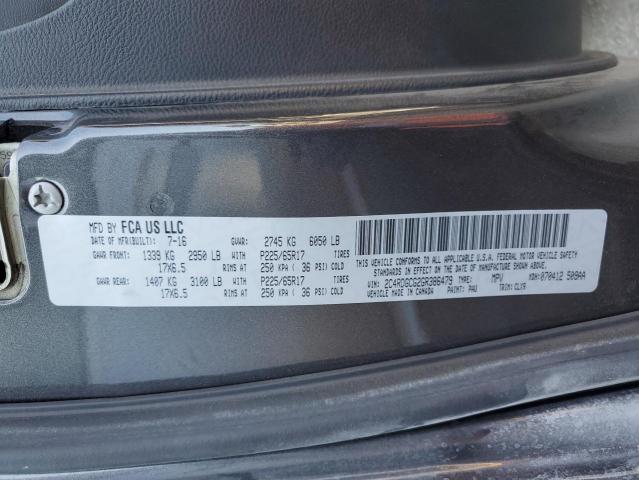 MFD BY FCA US LLC
DATE OF MFR(BUILT): 7-16 GVWR: 2745 KG 6050 LB
GAWR FRONT: 1339 KG 2950 LB WITH P225/65R17
17X6.5 RIMS AT 250 KPA ( 36 PSI) COLD
GAWR REAR: 1407 KG 3100 LB WITH P225/65R17
17X6.5 RIMS AT 250 KPA ( 36 PSI) COLD
THIS VEHICLE CONFORMS TO ALL APPLICABLE U.S.A. FEDERAL MOTOR VEHICLE SAFETY
STANDARDS IN EFFECT ON THE DATE OF MANUFACTURE SHOWN ABOVE.
VIN: 2C4RDGCG2GR386479 TYPE: MPV MDH: 070412 509AA
VEHICLE MADE IN CANADA PAINT: PAU TRIM: CLX9